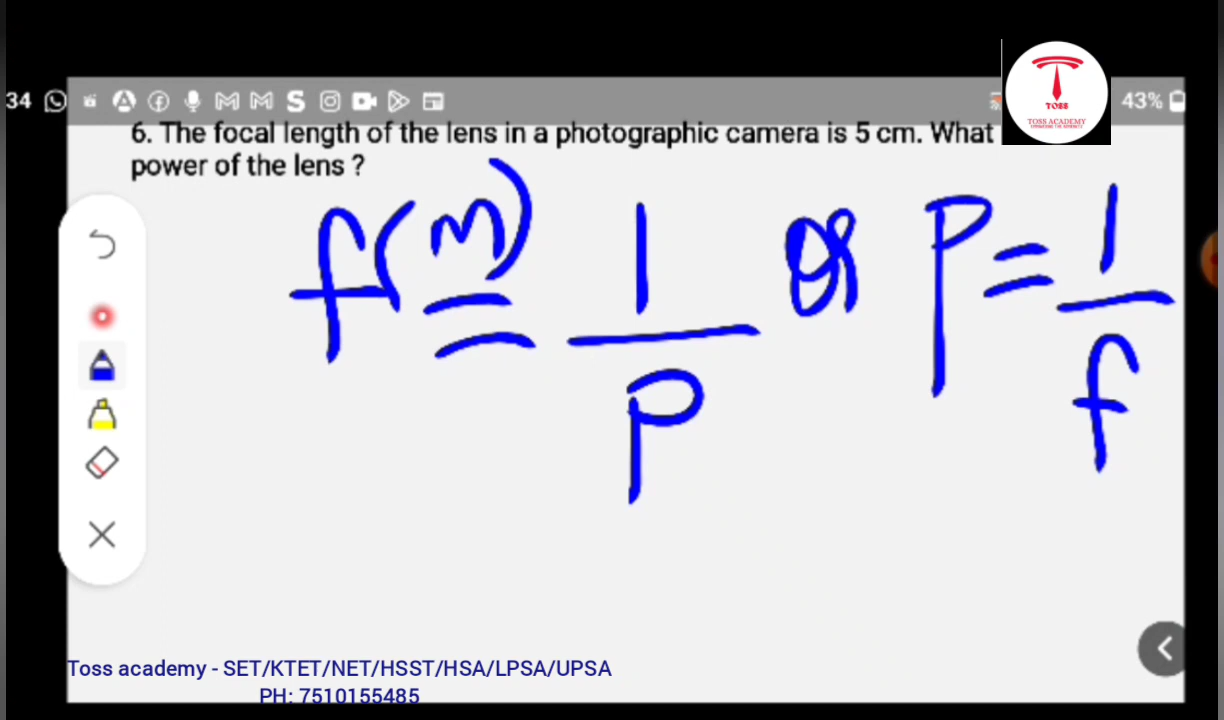 34 43%
TOSS
TOSS ACADEMY
6. The focal length of the lens in a photographic camera is 5 cm. What
power of the lens ?
f(m) = 1/P or P = 1/f
Toss academy - SET/KTET/NET/HSST/HSA/LPSA/UPSA
PH: 7510155485